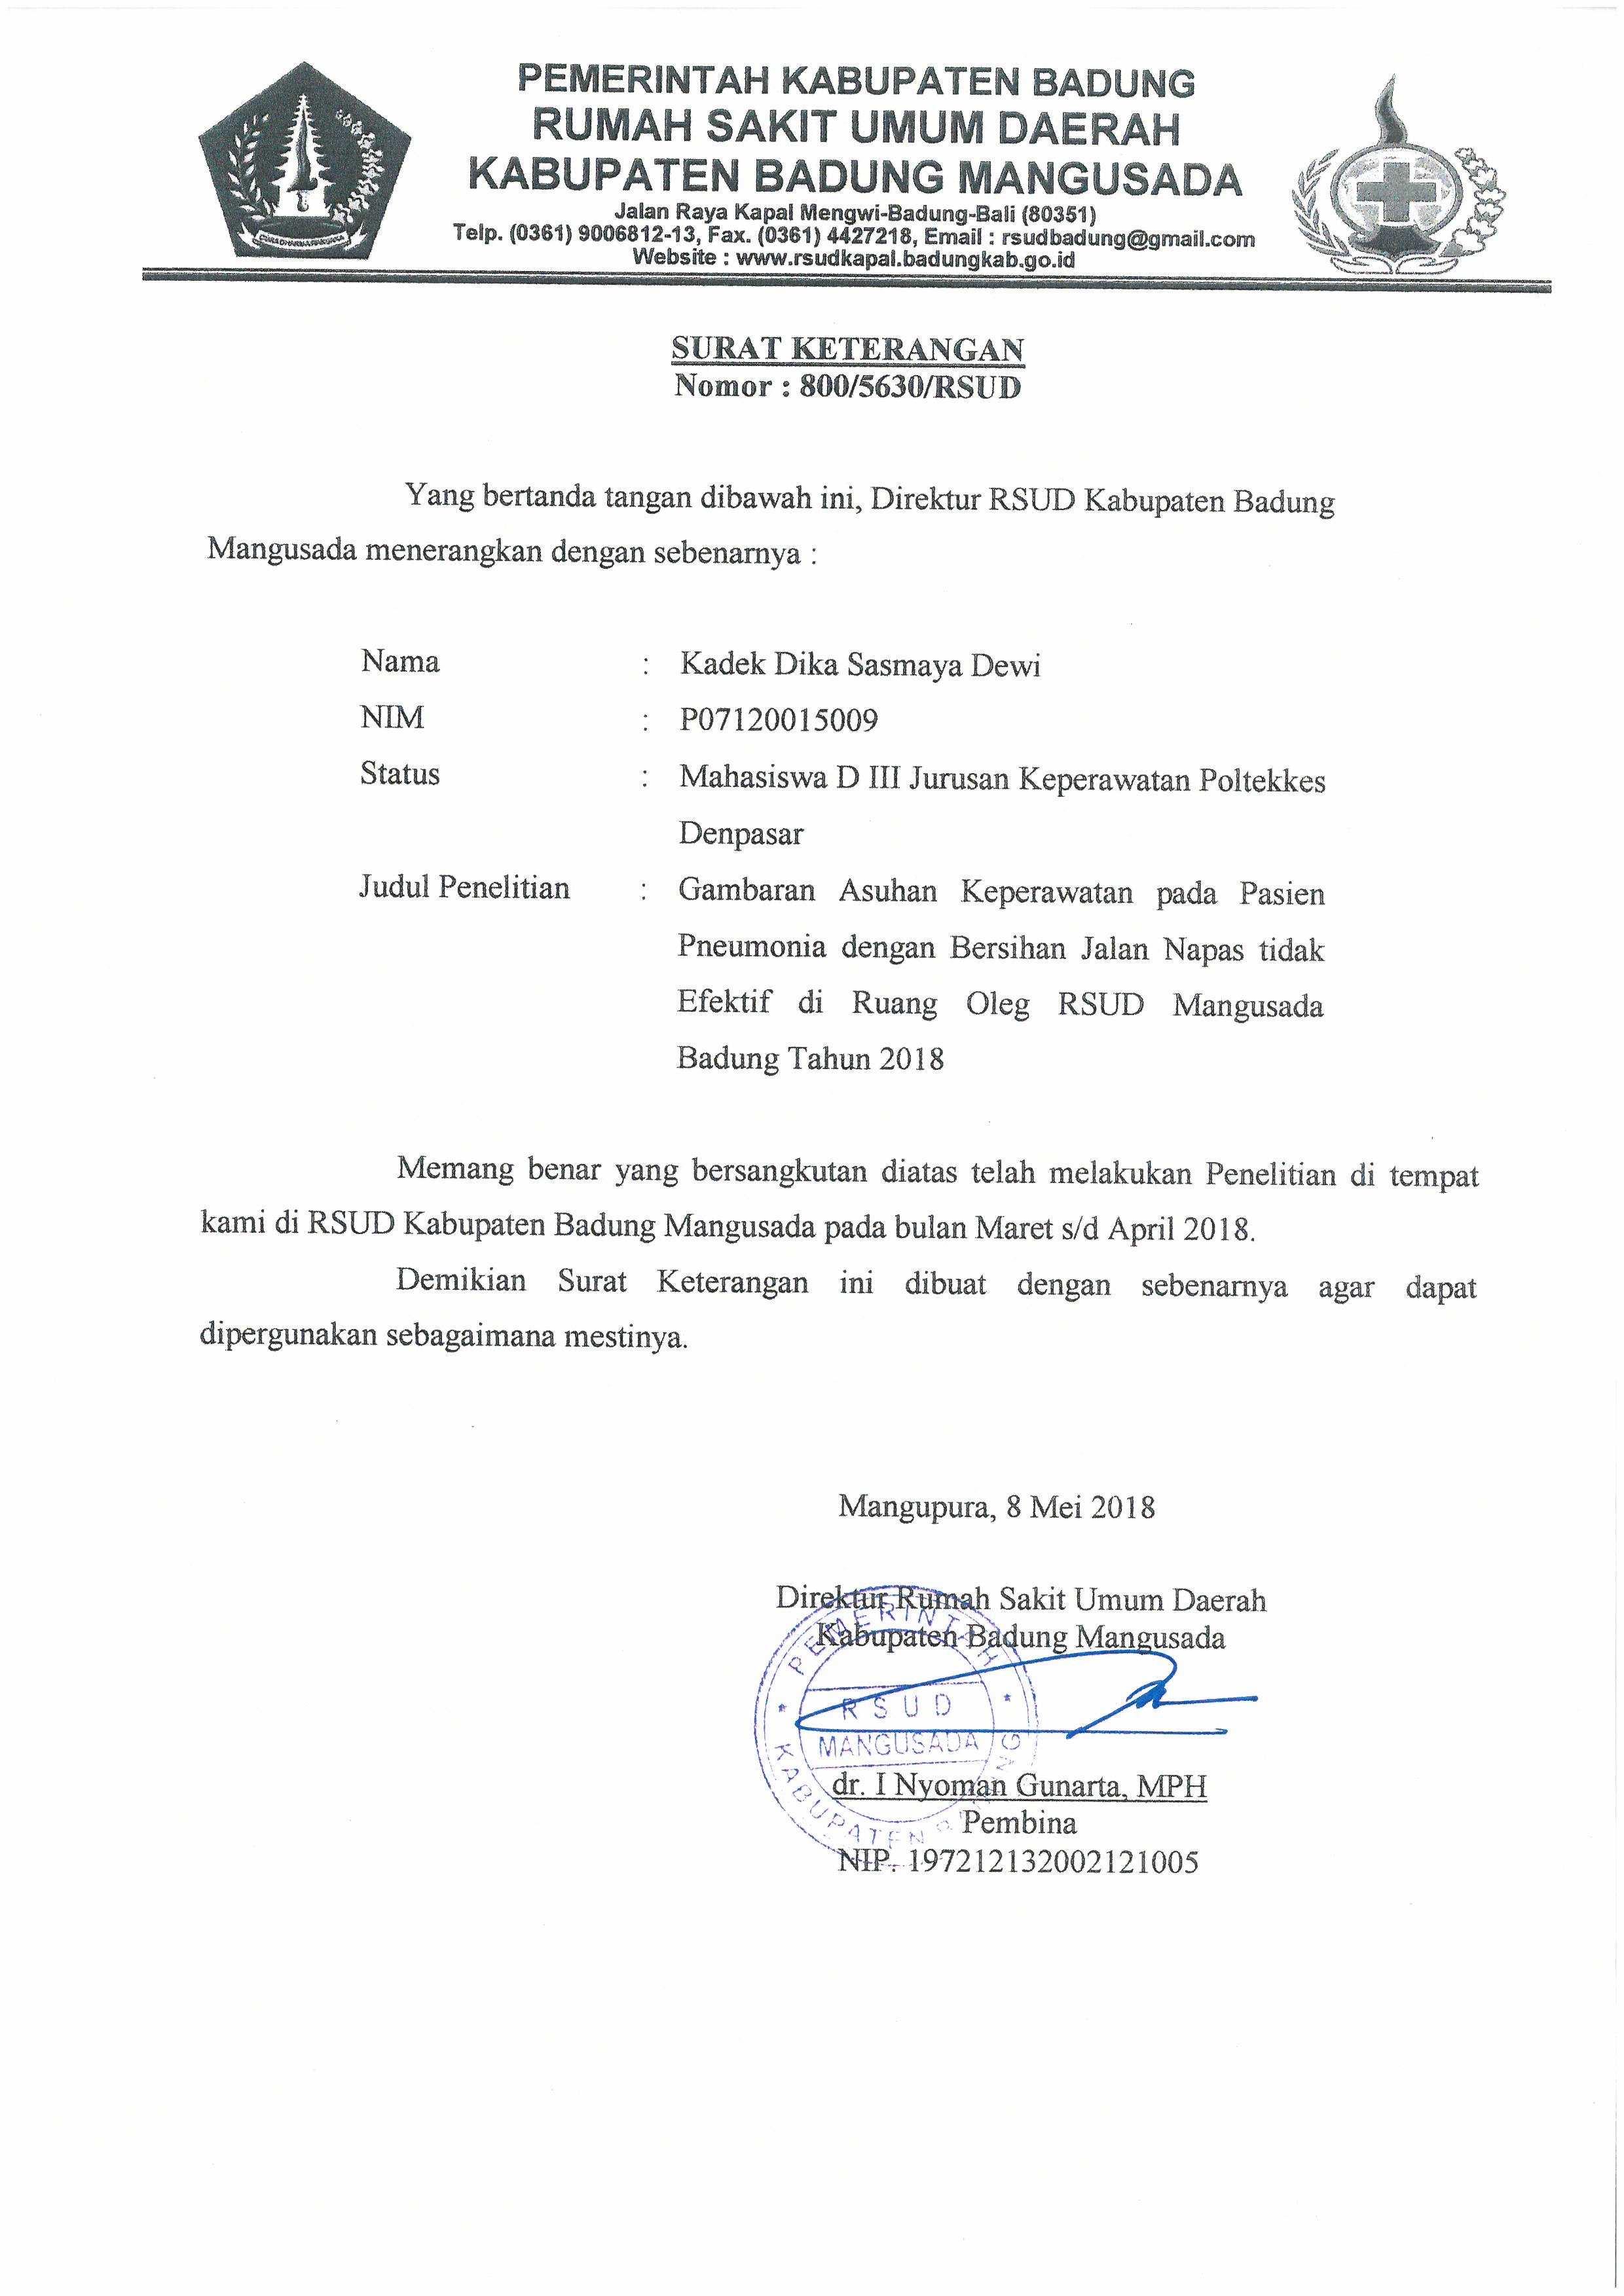 PEMERINTAH KABUPATEN BADUNG
RUMAH SAKIT UMUM DAERAH
KABUPATEN BADUNG MANGUSADA
Jalan Raya Kapal Mengwi-Badung-Bali (80351)
Telp. (0361) 9006812-13, Fax. (0361) 4427218, Email : rsudbadung@gmail.com
Website : www.rsudkapal.badungkab.go.id
SURAT KETERANGAN
Nomor : 800/5630/RSUD
Yang bertanda tangan dibawah ini, Direktur RSUD Kabupaten Badung
Mangusada menerangkan dengan sebenarnya :
Nama : Kadek Dika Sasmaya Dewi
NIM : P07120015009
Status : Mahasiswa D III Jurusan Keperawatan Poltekkes
Denpasar
Judul Penelitian : Gambaran Asuhan Keperawatan pada Pasien
Pneumonia dengan Bersihan Jalan Napas tidak
Efektif di Ruang Oleg RSUD Mangusada
Badung Tahun 2018
Memang benar yang bersangkutan diatas telah melakukan Penelitian di tempat
kami di RSUD Kabupaten Badung Mangusada pada bulan Maret s/d April 2018.
Demikian Surat Keterangan ini dibuat dengan sebenarnya agar dapat
dipergunakan sebagaimana mestinya.
Mangupura, 8 Mei 2018
Direktur Rumah Sakit Umum Daerah
Kabupaten Badung Mangusada
PEMERINTAH
RSUD
MANGUSADA
KABUPATEN
dr. I Nyoman Gunarta, MPH
Pembina
NIP. 197212132002121005